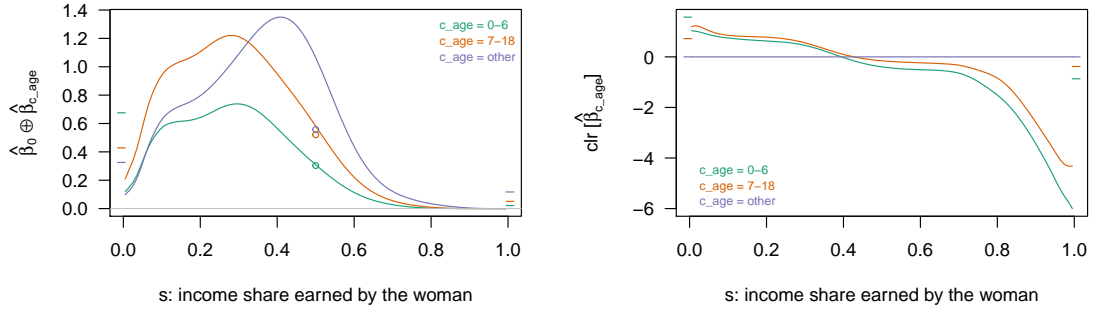 1.4
1.2
1.0
0.8
0.6
0.4
0.2
0.0
β̂₀ ⊕ β̂c_age
c_age = 0−6
c_age = 7−18
c_age = other
0.0 0.2 0.4 0.6 0.8 1.0
s: income share earned by the woman
0
−2
−4
−6
clr [β̂c_age]
c_age = 0−6
c_age = 7−18
c_age = other
0.0 0.2 0.4 0.6 0.8 1.0
s: income share earned by the woman